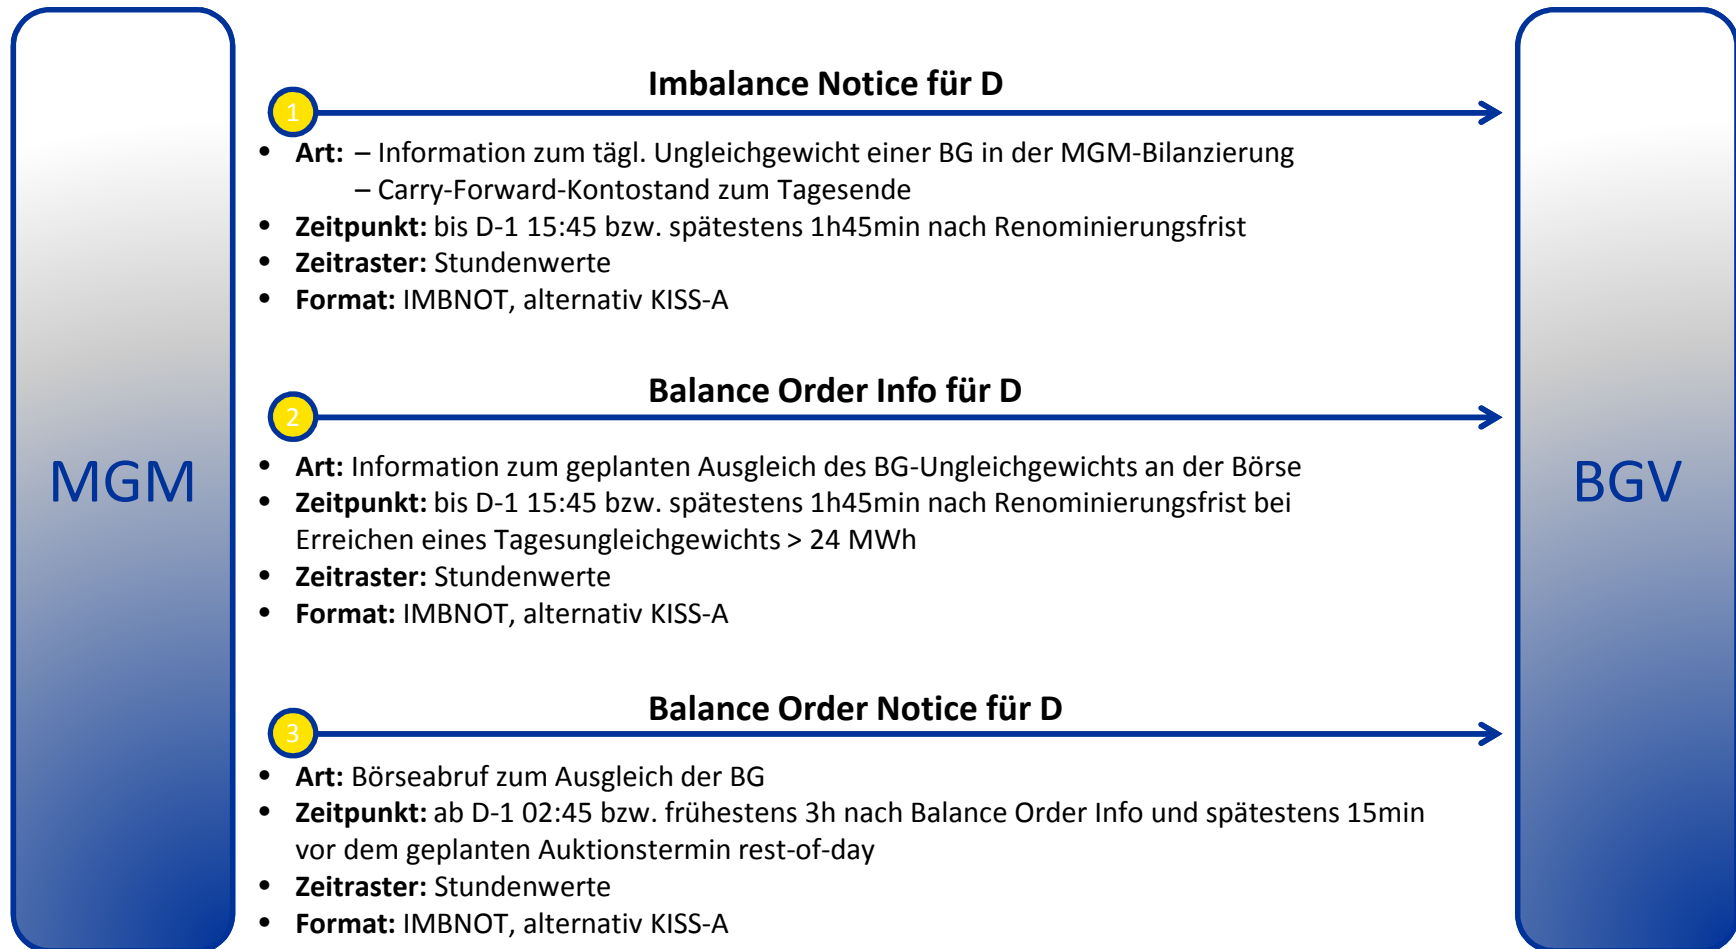 MGM
BGV
Imbalance Notice für D
1
• Art: – Information zum tägl. Ungleichgewicht einer BG in der MGM-Bilanzierung
– Carry-Forward-Kontostand zum Tagesende
• Zeitpunkt: bis D-1 15:45 bzw. spätestens 1h45min nach Renominierungsfrist
• Zeitraster: Stundenwerte
• Format: IMBNOT, alternativ KISS-A
Balance Order Info für D
2
• Art: Information zum geplanten Ausgleich des BG-Ungleichgewichts an der Börse
• Zeitpunkt: bis D-1 15:45 bzw. spätestens 1h45min nach Renominierungsfrist bei
Erreichen eines Tagesungleichgewichts > 24 MWh
• Zeitraster: Stundenwerte
• Format: IMBNOT, alternativ KISS-A
Balance Order Notice für D
3
• Art: Börseabruf zum Ausgleich der BG
• Zeitpunkt: ab D-1 02:45 bzw. frühestens 3h nach Balance Order Info und spätestens 15min
vor dem geplanten Auktionstermin rest-of-day
• Zeitraster: Stundenwerte
• Format: IMBNOT, alternativ KISS-A